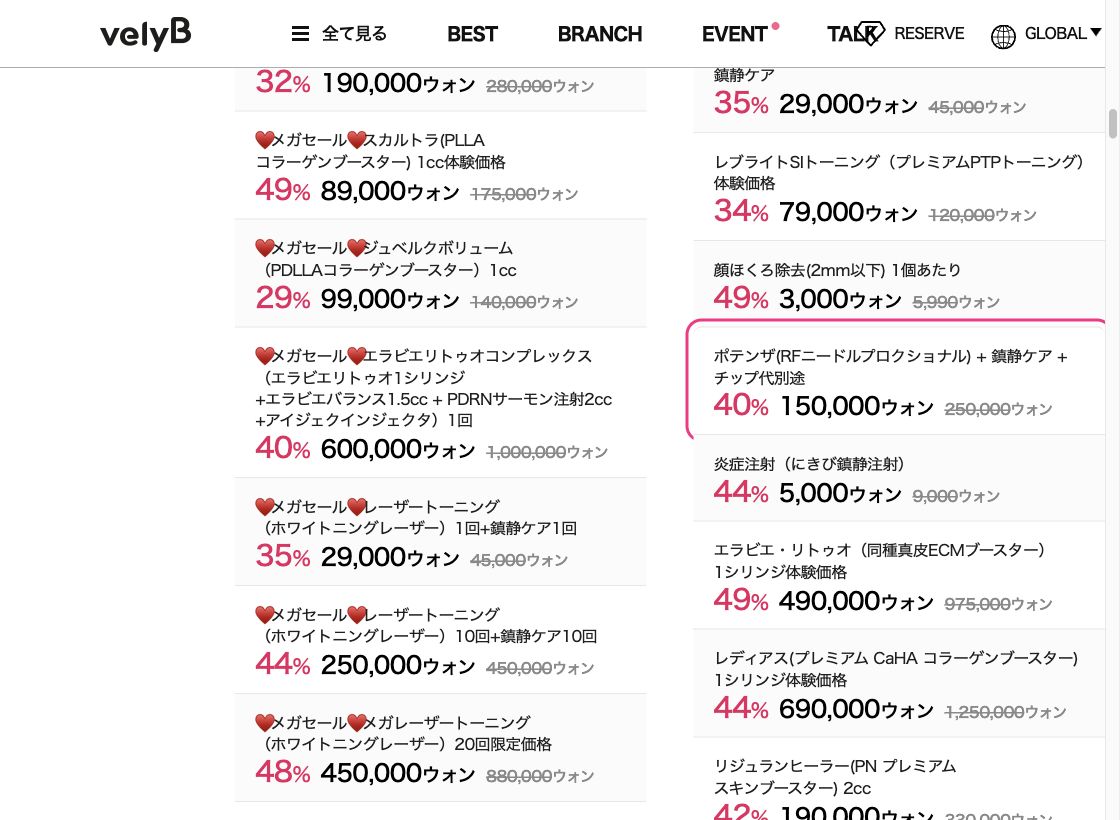 velyB
全て見る
BEST
BRANCH
EVENT
TALK
RESERVE
GLOBAL
32% 190,000ウォン 280,000ウォン
メガセールスカルトラ(PLLA
コラーゲンブースター) 1cc体験価格
49% 89,000ウォン 175,000ウォン
メガセールジュベルクボリューム
（PDLLAコラーゲンブースター）1cc
29% 99,000ウォン 140,000ウォン
メガセールエラビエリトゥオコンプレックス
（エラビエリトゥオ1シリンジ
+エラビエバランス1.5cc + PDRNサーモン注射2cc
+アイジェクインジェクタ）1回
40% 600,000ウォン 1,000,000ウォン
メガセールレーザートーニング
（ホワイトニングレーザー）1回+鎮静ケア1回
35% 29,000ウォン 45,000ウォン
メガセールレーザートーニング
（ホワイトニングレーザー）10回+鎮静ケア10回
44% 250,000ウォン 450,000ウォン
メガセールメガレーザートーニング
（ホワイトニングレーザー）20回限定価格
48% 450,000ウォン 880,000ウォン
鎮静ケア
35% 29,000ウォン 45,000ウォン
レブライトSIトーニング（プレミアムPTPトーニング）
体験価格
34% 79,000ウォン 120,000ウォン
顔ほくろ除去(2mm以下) 1個あたり
49% 3,000ウォン 5,990ウォン
ポテンザ(RFニードルプロクショナル) + 鎮静ケア +
チップ代別途
40% 150,000ウォン 250,000ウォン
炎症注射（にきび鎮静注射）
44% 5,000ウォン 9,000ウォン
エラビエ・リトゥオ（同種真皮ECMブースター）
1シリンジ体験価格
49% 490,000ウォン 975,000ウォン
レディアス(プレミアム CaHA コラーゲンブースター)
1シリンジ体験価格
44% 690,000ウォン 1,250,000ウォン
リジュランヒーラー(PN プレミアム
スキンブースター) 2cc
42% 190,000ウォン 330,000ウォン